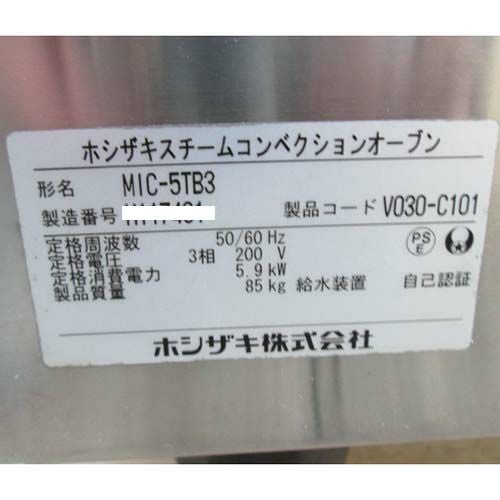 ホシザキスチームコンベクションオーブン
形名 MIC-5TB3
製造番号 製品コード V030-C101
定格周波数 50/60 Hz
定格電圧 3相 200 V
定格消費電力 5.9 kW
製品質量 85 kg 給水装置 自己認証
PS
E
ホシザキ株式会社